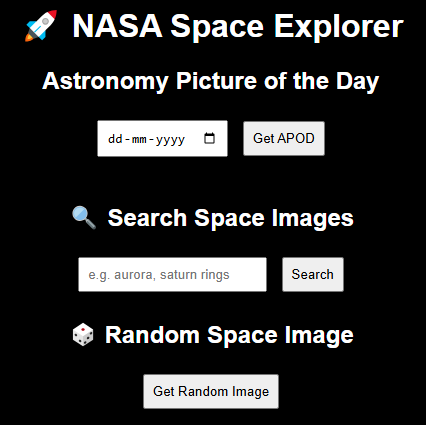 🚀 NASA Space Explorer
Astronomy Picture of the Day
dd-mm-yyyy Get APOD
🔍 Search Space Images
e.g. aurora, saturn rings Search
🎲 Random Space Image
Get Random Image